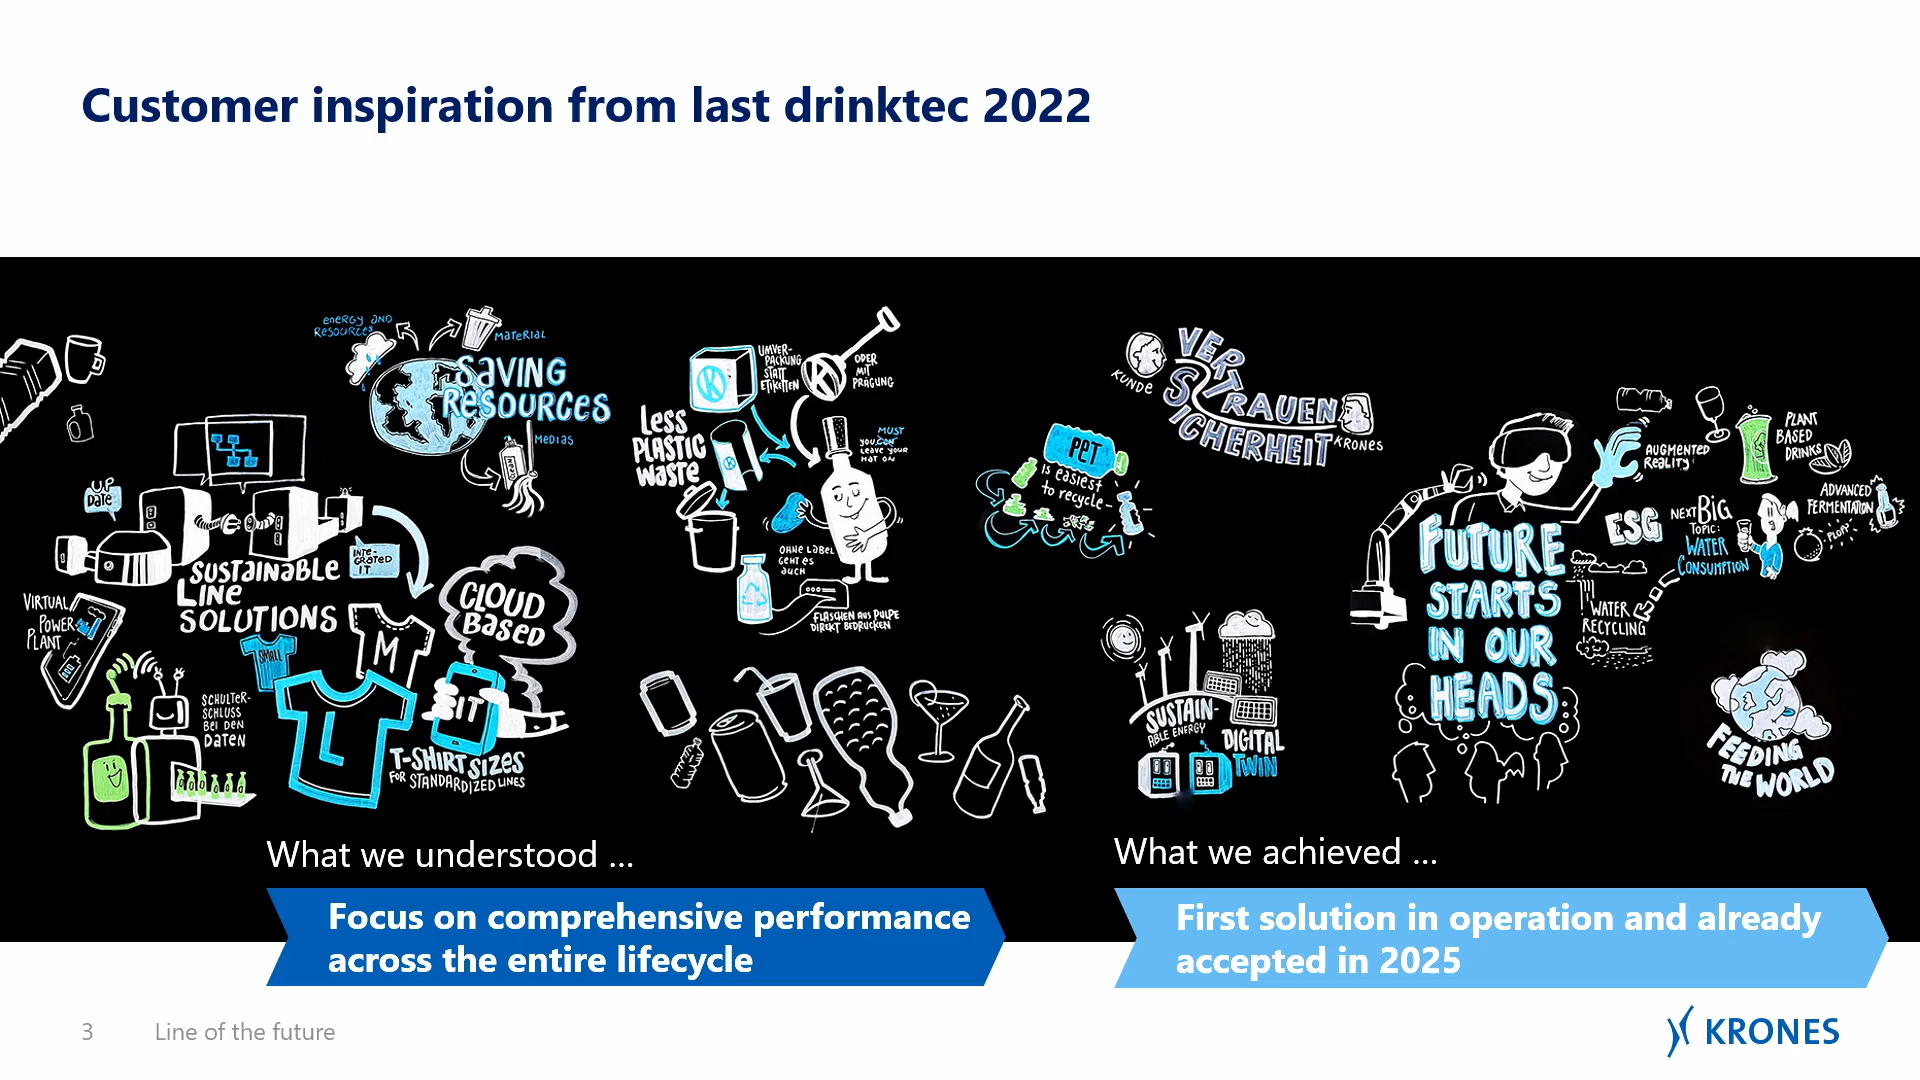 Customer inspiration from last drinktec 2022
eneRGy AND
ResouRces
MateRIaL
SaVING
ResouRces
MeDIas
UP
Date
INte-
GRateD
IT
SUSTaINaBLe
LINe
SOLUTIONS
VIRTUAL
POWER
PLANT
SCHULTER-
SCHLUSS
BEI DEN
DATEN
SMALL
M
L
CLOUD
BaseD
IT
T-SHIRT SIZES
FOR STANDARDIZED LINES
UMVER-
PACKUNG
STATT
ETIKETTEN
K
K
ODER
MIT
PRÄGUNG
Less
PLasTIC
Waste
K
MUST
you can
Leave youR
Hat on
OHNE LABEL
GEHT ES
AUCH
FLASCHEN AUS PULPE
DIREKT BEDRUCKEN
PET
is easiest
to recycle
KUNDe
VERTRAUEN
SICHERHEIT
KRONES
SUSTAIN-
ABLE ENERGY
DIGITAL
TWIN
FUTURE
STARTS
IN OUR
HEADS
AUGMENTED
REALITY
PLANT
BASED
DRINKS
ADVANCED
FERMENTATION
PLOP
ESG
NEXT BIG
TOPIC:
WATER
CONSUMPTION
WATER
RECYCLING
FEEDING
THE WORLD
What we understood ...
Focus on comprehensive performance
across the entire lifecycle
What we achieved ...
First solution in operation and already
accepted in 2025
3
Line of the future
KRONES